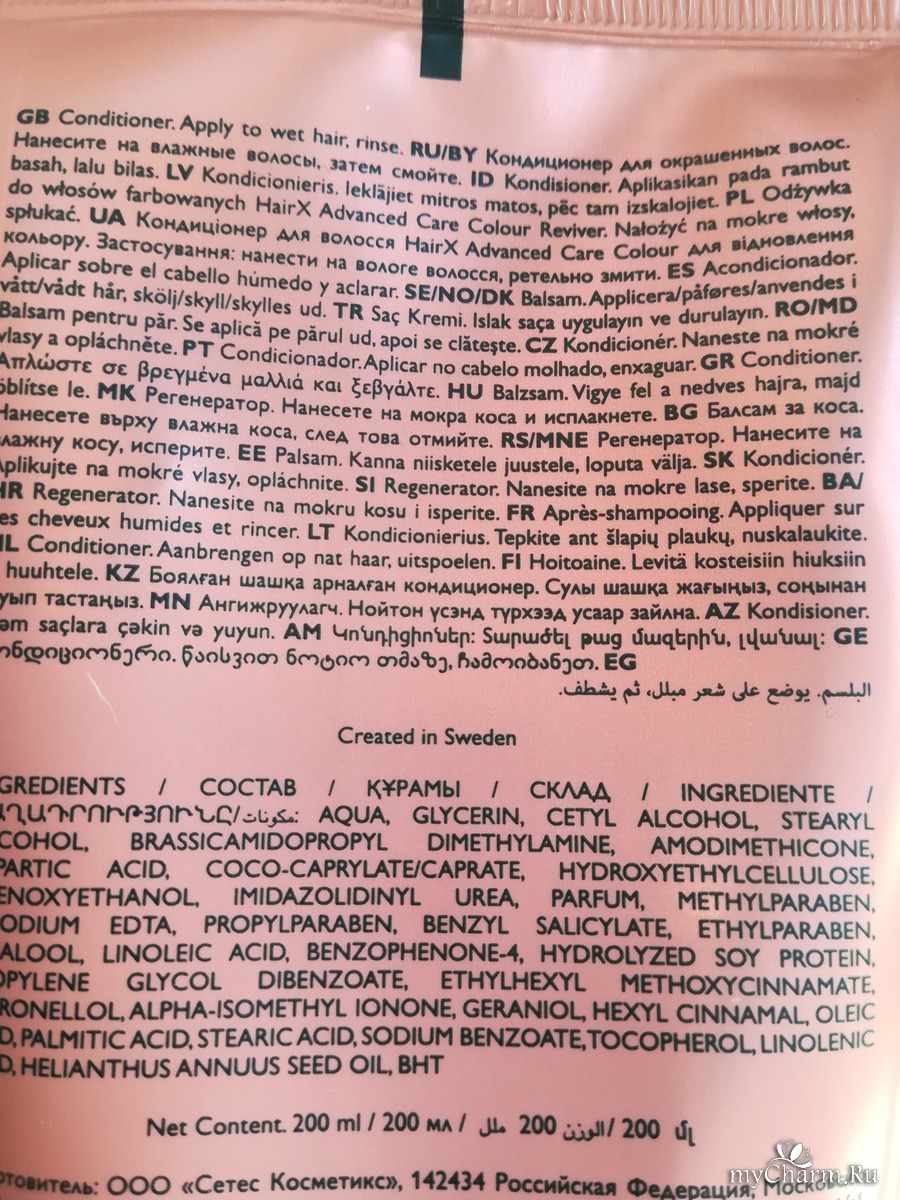 GB Conditioner. Apply to wet hair, rinse. RU/BY Кондиционер для окрашенных волос.
Нанесите на влажные волосы, затем смойте. ID Kondisioner. Aplikasikan pada rambut
basah, lalu bilas. LV Kondicionieris. Ieklājiet mitros matos, pēc tam izskalojiet. PL Odżywka
do włosów farbowanych HairX Advanced Care Colour Reviver. Nałożyć na mokre włosy,
spłukać. UA Кондиціонер для волосся HairX Advanced Care Colour для відновлення
кольору. Застосування: нанести на вологе волосся, ретельно змити. ES Acondicionador.
Aplicar sobre el cabello húmedo y aclarar. SE/NO/DK Balsam. Applicera/påføres/anvendes i
vått/vådt hår, skölj/skyll/skylles ud. TR Saç Kremi. Islak saça uygulayın ve durulayın. RO/MD
Balsam pentru păr. Se aplică pe părul ud, apoi se clăteşte. CZ Kondicionér. Naneste na mokré
vlasy a opláchněte. PT Condicionador. Aplicar no cabelo molhado, enxaguar. GR Conditioner.
Απλώστε σε βρεγμένα μαλλιά και ξεβγάλτε. HU Balzsam. Vigye fel a nedves hajra, majd
öblítse le. MK Регенератор. Нанесете на мокра коса и исплакнете. BG Балсам за коса.
Нанесете върху влажна коса, след това отмийте. RS/MNE Регенератор. Нанесите на
влажну косу, исперите. EE Palsam. Kanna niisketele juustele, loputa välja. SK Kondicionér.
Aplikujte na mokré vlasy, opláchnite. SI Regenerator. Nanesite na mokre lase, sperite. BA/
HR Regenerator. Nanesite na mokru kosu i isperite. FR Après-shampooing. Appliquer sur
es cheveux humides et rincer. LT Kondicionierius. Tepkite ant šlapių plaukų, nuskalaukite.
NL Conditioner. Aanbrengen op nat haar, uitspoelen. FI Hoitoaine. Levitä kosteisiin hiuksiin
huuhtele. KZ Боялған шашқа арналған кондиционер. Сулы шашқа жағыңыз, соңынан
уып тастаңыз. MN Ангижруулагч. Нойтон үсэнд түрхээд усаар зайлна. AZ Kondisioner.
əm saçlara çəkin və yuyun. AM Կոնդիցիոներ: Տարածել թաց մազերին, լվանալ: GE
ონდიციონერი. წაისვით ნოტიო თმაზე, ჩამოიბანეთ. EG
البلسم. يوضع على شعر مبلل، ثم يشطف.
Created in Sweden
GREDIENTS / СОСТАВ / ҚҰРАМЫ / СКЛАД / INGREDIENTE /
ԱՂԱԴՐՈՒԹՅՈՒՆԸ/مكونات: AQUA, GLYCERIN, CETYL ALCOHOL, STEARYL
COHOL, BRASSICAMIDOPROPYL DIMETHYLAMINE, AMODIMETHICONE,
PARTIC ACID, COCO-CAPRYLATE/CAPRATE, HYDROXYETHYLCELLULOSE,
ENOXYETHANOL, IMIDAZOLIDINYL UREA, PARFUM, METHYLPARABEN,
ODIUM EDTA, PROPYLPARABEN, BENZYL SALICYLATE, ETHYLPARABEN,
ALOOL, LINOLEIC ACID, BENZOPHENONE-4, HYDROLYZED SOY PROTEIN,
OPYLENE GLYCOL DIBENZOATE, ETHYLHEXYL METHOXYCINNAMATE,
RONELLOL, ALPHA-ISOMETHYL IONONE, GERANIOL, HEXYL CINNAMAL, OLEIC
D, PALMITIC ACID, STEARIC ACID, SODIUM BENZOATE, TOCOPHEROL, LINOLENIC
D, HELIANTHUS ANNUUS SEED OIL, BHT
Net Content. 200 ml / 200 мл / الوزن 200 ملل / 200 մլ
отовитель: ООО «Сетес Косметикс», 142434 Российская Федерация, Моско
myCharm.Ru